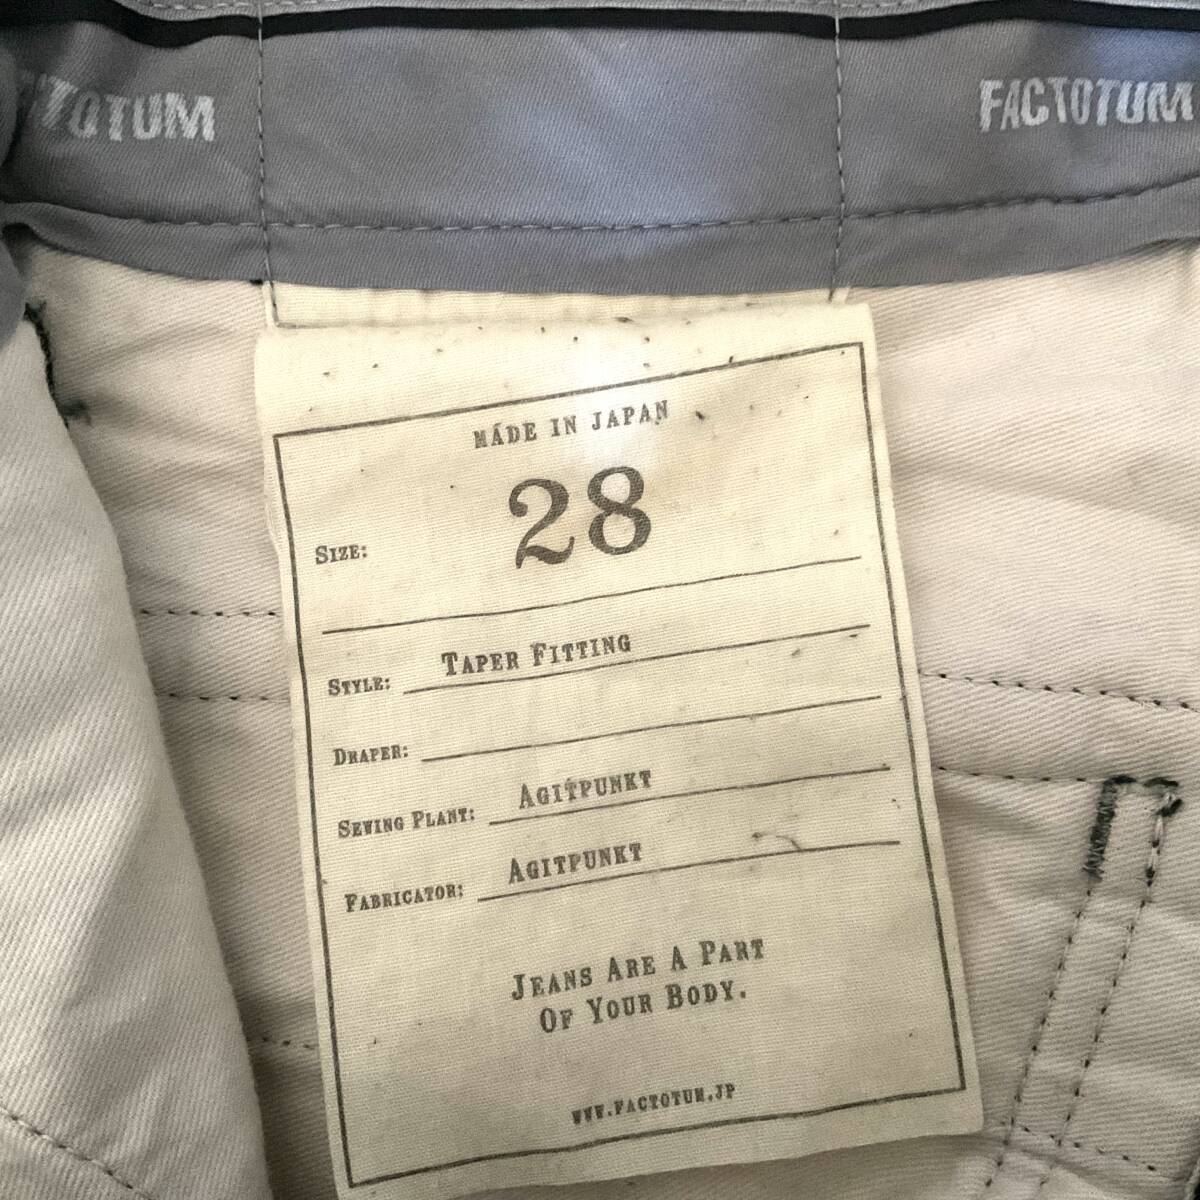 TOTUM
FACTOTUM
MADE IN JAPAN
SIZE: 28
STYLE: TAPER FITTING
DRAPER:
SEWING PLANT: AGITPUNKT
FABRICATOR: AGITPUNKT
JEANS ARE A PART
OF YOUR BODY.
WWW.FACTOTUM.JP